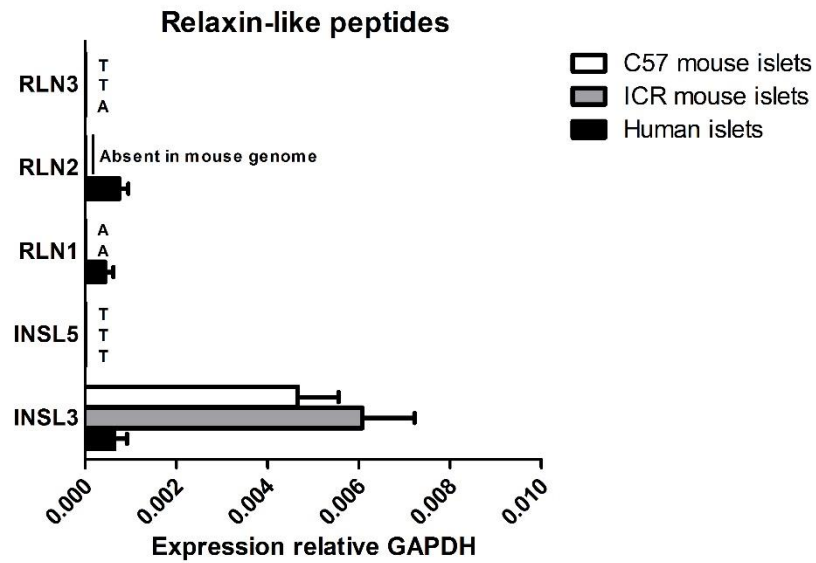 Relaxin-like peptides
C57 mouse islets
ICR mouse islets
Human islets
RLN3
T
T
A
RLN2
Absent in mouse genome
RLN1
A
A
INSL5
T
T
T
INSL3
0.000
0.002
0.004
0.006
0.008
0.010
Expression relative GAPDH